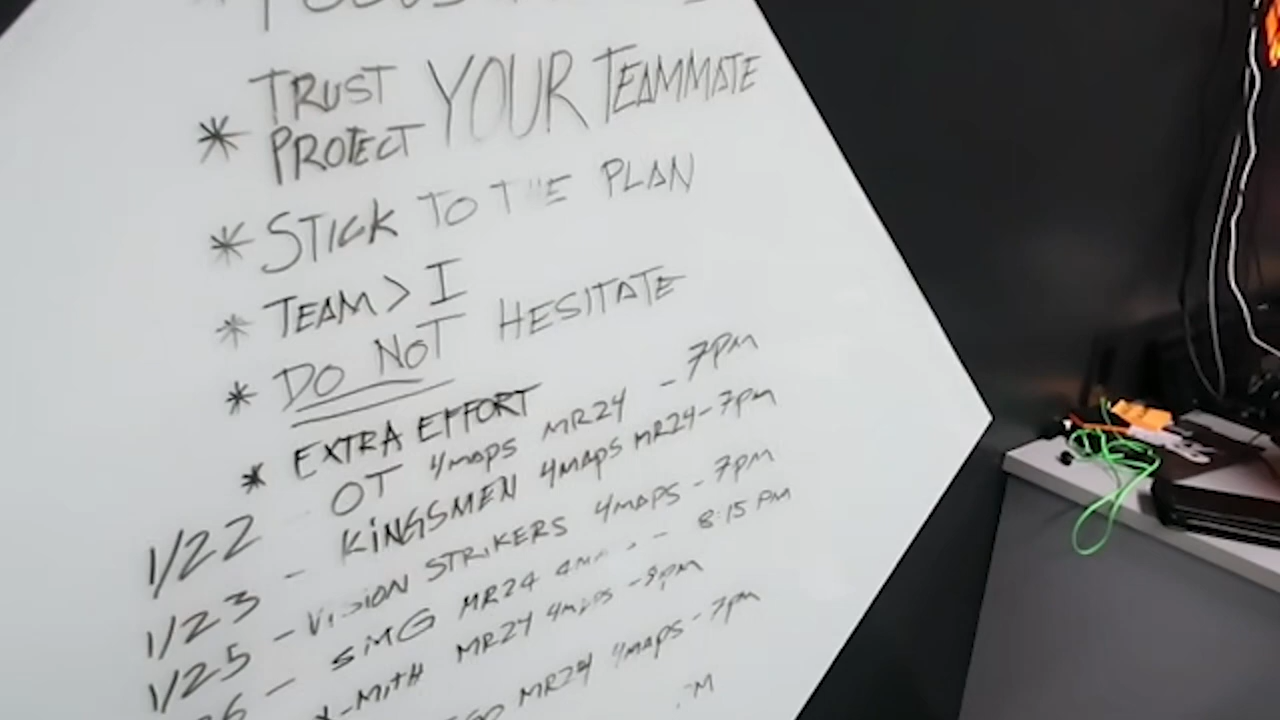 * TRUST PROTECT YOUR TEAMMATE
* STICK TO THE PLAN
* TEAM > I
* DO NOT HESITATE
* EXTRA EFFORT
1/22 OT 4maps MR24 - 7pm
1/23 - KINGSMEN 4maps MR24 - 7pm
1/25 - VISION STRIKERS 4maps - 7pm
SMG MR24 - - 8:15 PM
MR24 4maps - 9pm
MR24 4maps - 7pm